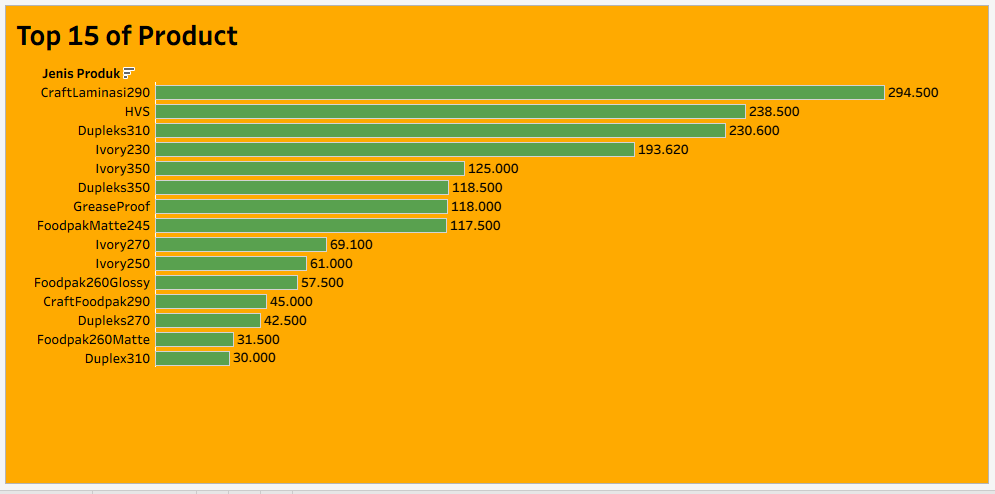 Top 15 of Product
Jenis Produk
CraftLaminasi290 294.500
HVS 238.500
Dupleks310 230.600
Ivory230 193.620
Ivory350 125.000
Dupleks350 118.500
GreaseProof 118.000
FoodpakMatte245 117.500
Ivory270 69.100
Ivory250 61.000
Foodpak260Glossy 57.500
CraftFoodpak290 45.000
Dupleks270 42.500
Foodpak260Matte 31.500
Duplex310 30.000